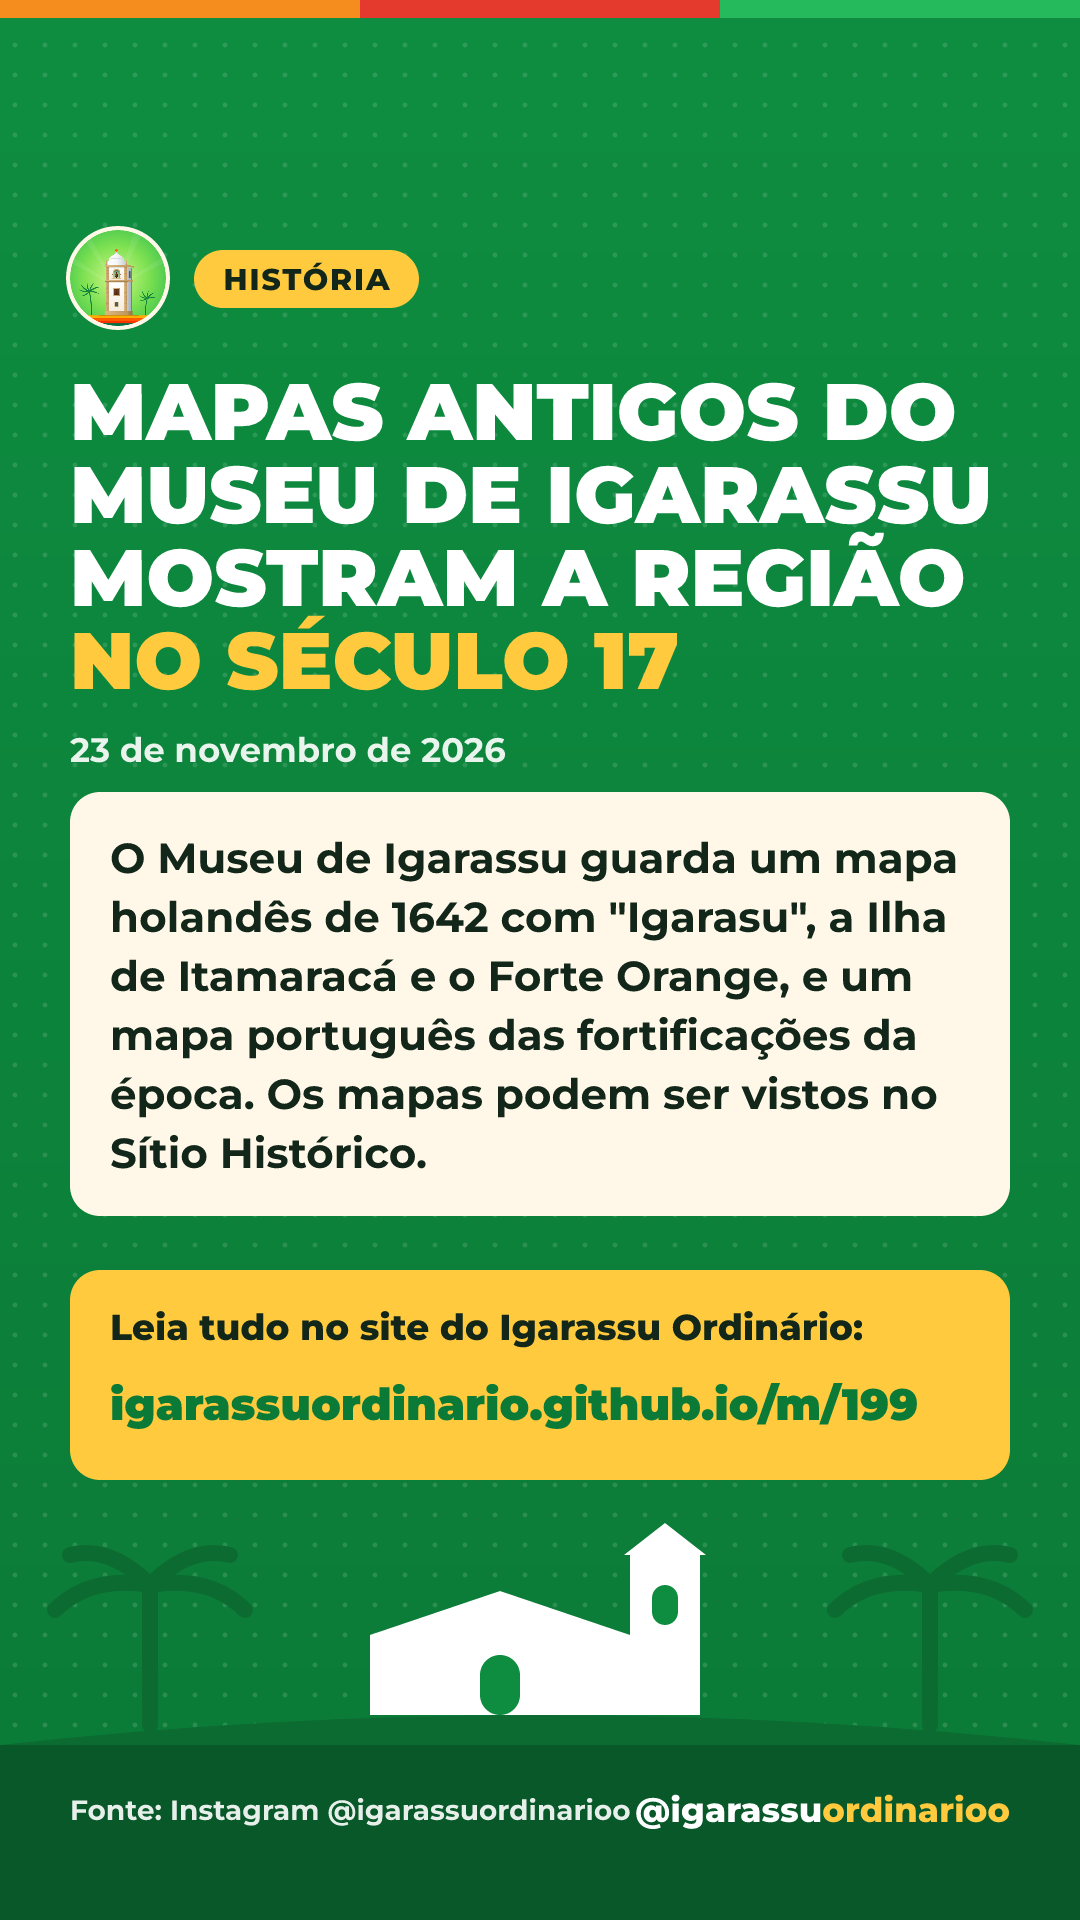 HISTÓRIA
MAPAS ANTIGOS DO
MUSEU DE IGARASSU
MOSTRAM A REGIÃO
NO SÉCULO 17
23 de novembro de 2026
O Museu de Igarassu guarda um mapa
holandês de 1642 com "Igarasu", a Ilha
de Itamaracá e o Forte Orange, e um
mapa português das fortificações da
época. Os mapas podem ser vistos no
Sítio Histórico.
Leia tudo no site do Igarassu Ordinário:
igarassuordinario.github.io/m/199
Fonte: Instagram @igarassuordinarioo @igarassuordinarioo